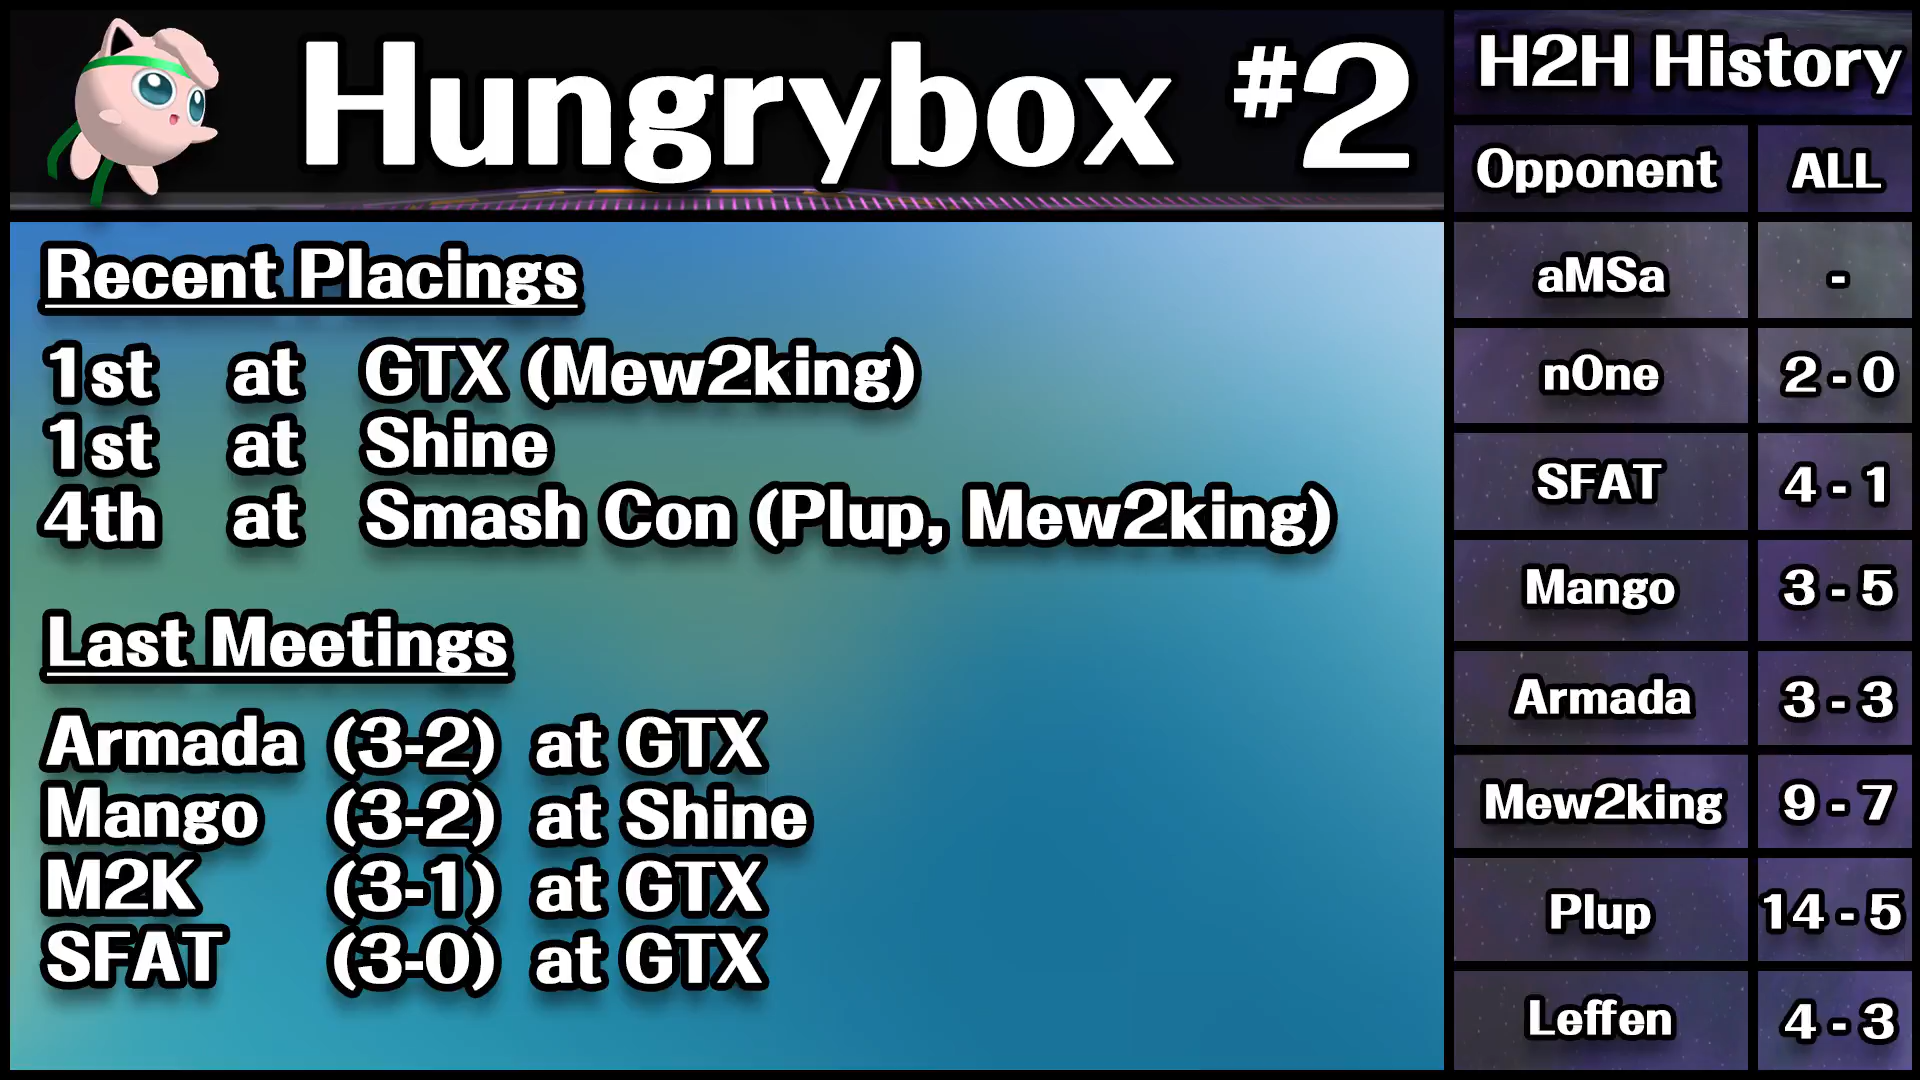 Hungrybox #2
Recent Placings
1st at GTX (Mew2king)
1st at Shine
4th at Smash Con (Plup, Mew2king)
Last Meetings
Armada (3-2) at GTX
Mango (3-2) at Shine
M2K (3-1) at GTX
SFAT (3-0) at GTX
H2H History
Opponent ALL
aMSa -
n0ne 2 - 0
SFAT 4 - 1
Mango 3 - 5
Armada 3 - 3
Mew2king 9 - 7
Plup 14 - 5
Leffen 4 - 3